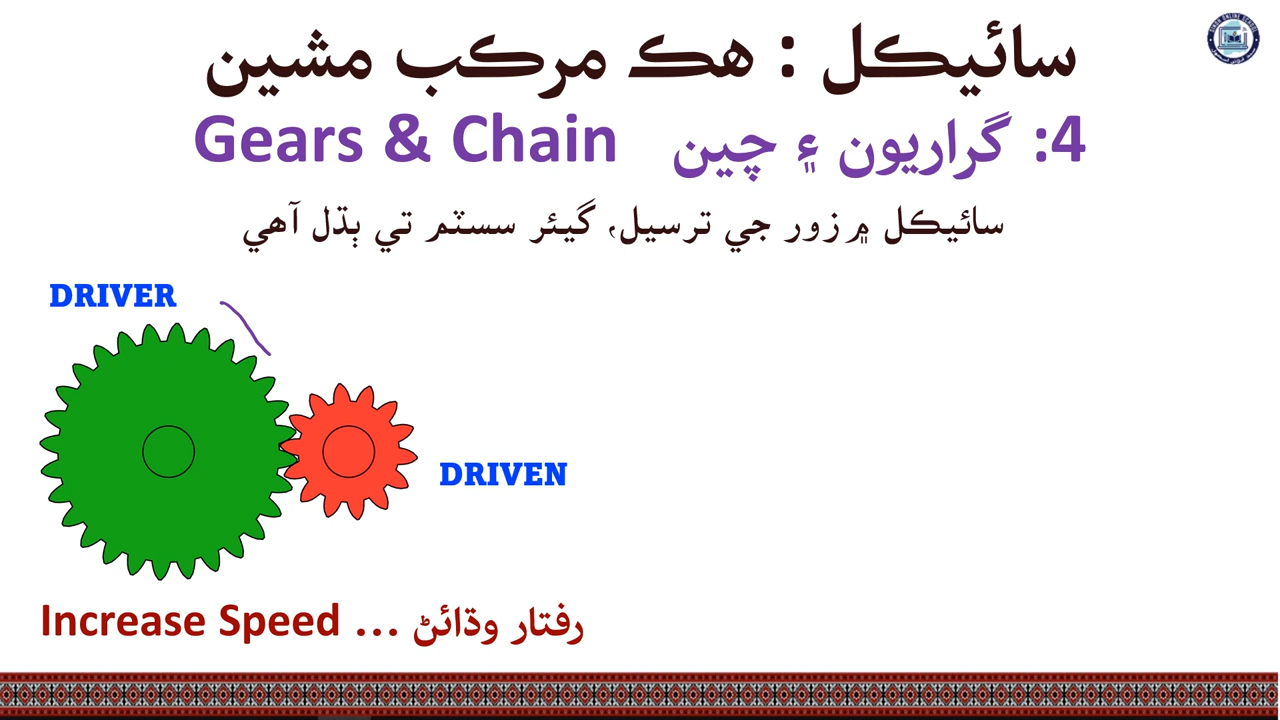 سائيڪل : هڪ مرڪب مشين
4: گراريون ۽ چين Gears & Chain
سائيڪل ۾ زور جي ترسيل، گيئر سسٽم تي ٻڌل آهي
DRIVER
DRIVEN
Increase Speed ... رفتار وڌائڻ